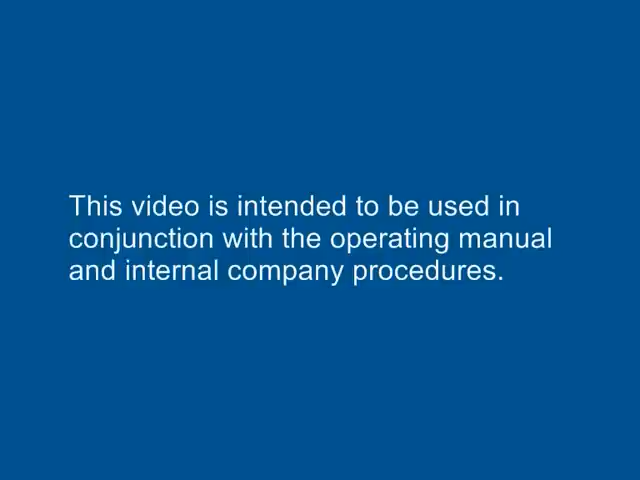 This video is intended to be used in
conjunction with the operating manual
and internal company procedures.